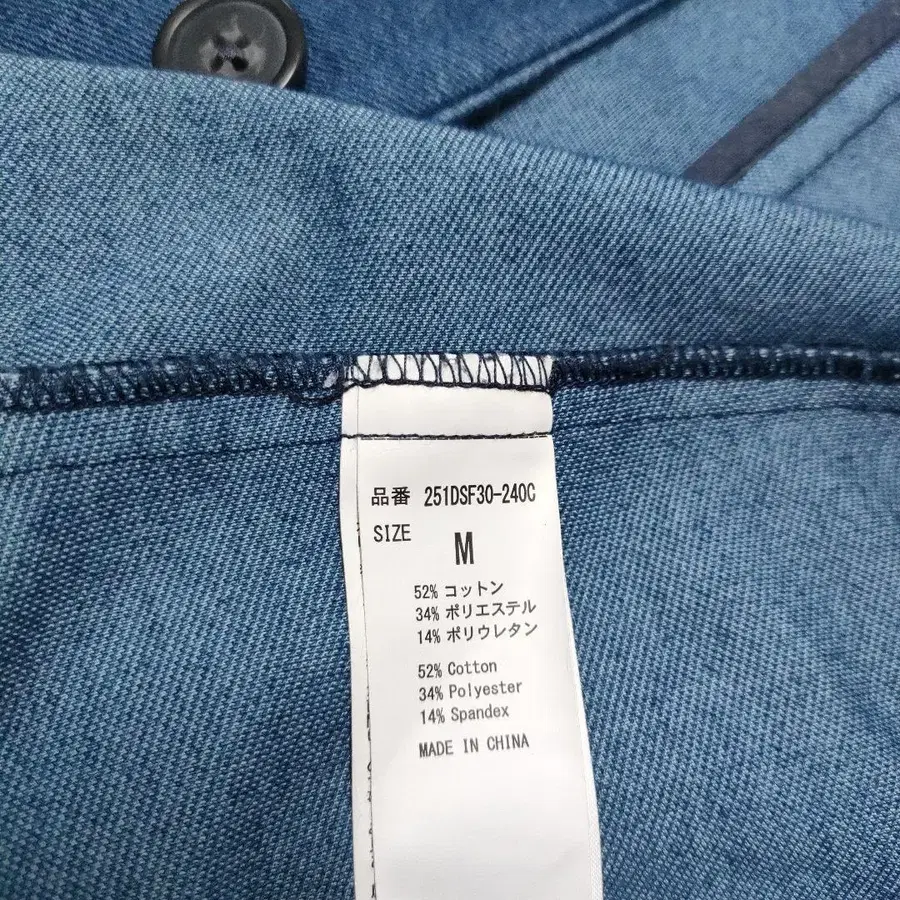 品番 251DSF30-240C
SIZE
M
52% コットン
34% ポリエステル
14% ポリウレタン
52% Cotton
34% Polyester
14% Spandex
MADE IN CHINA